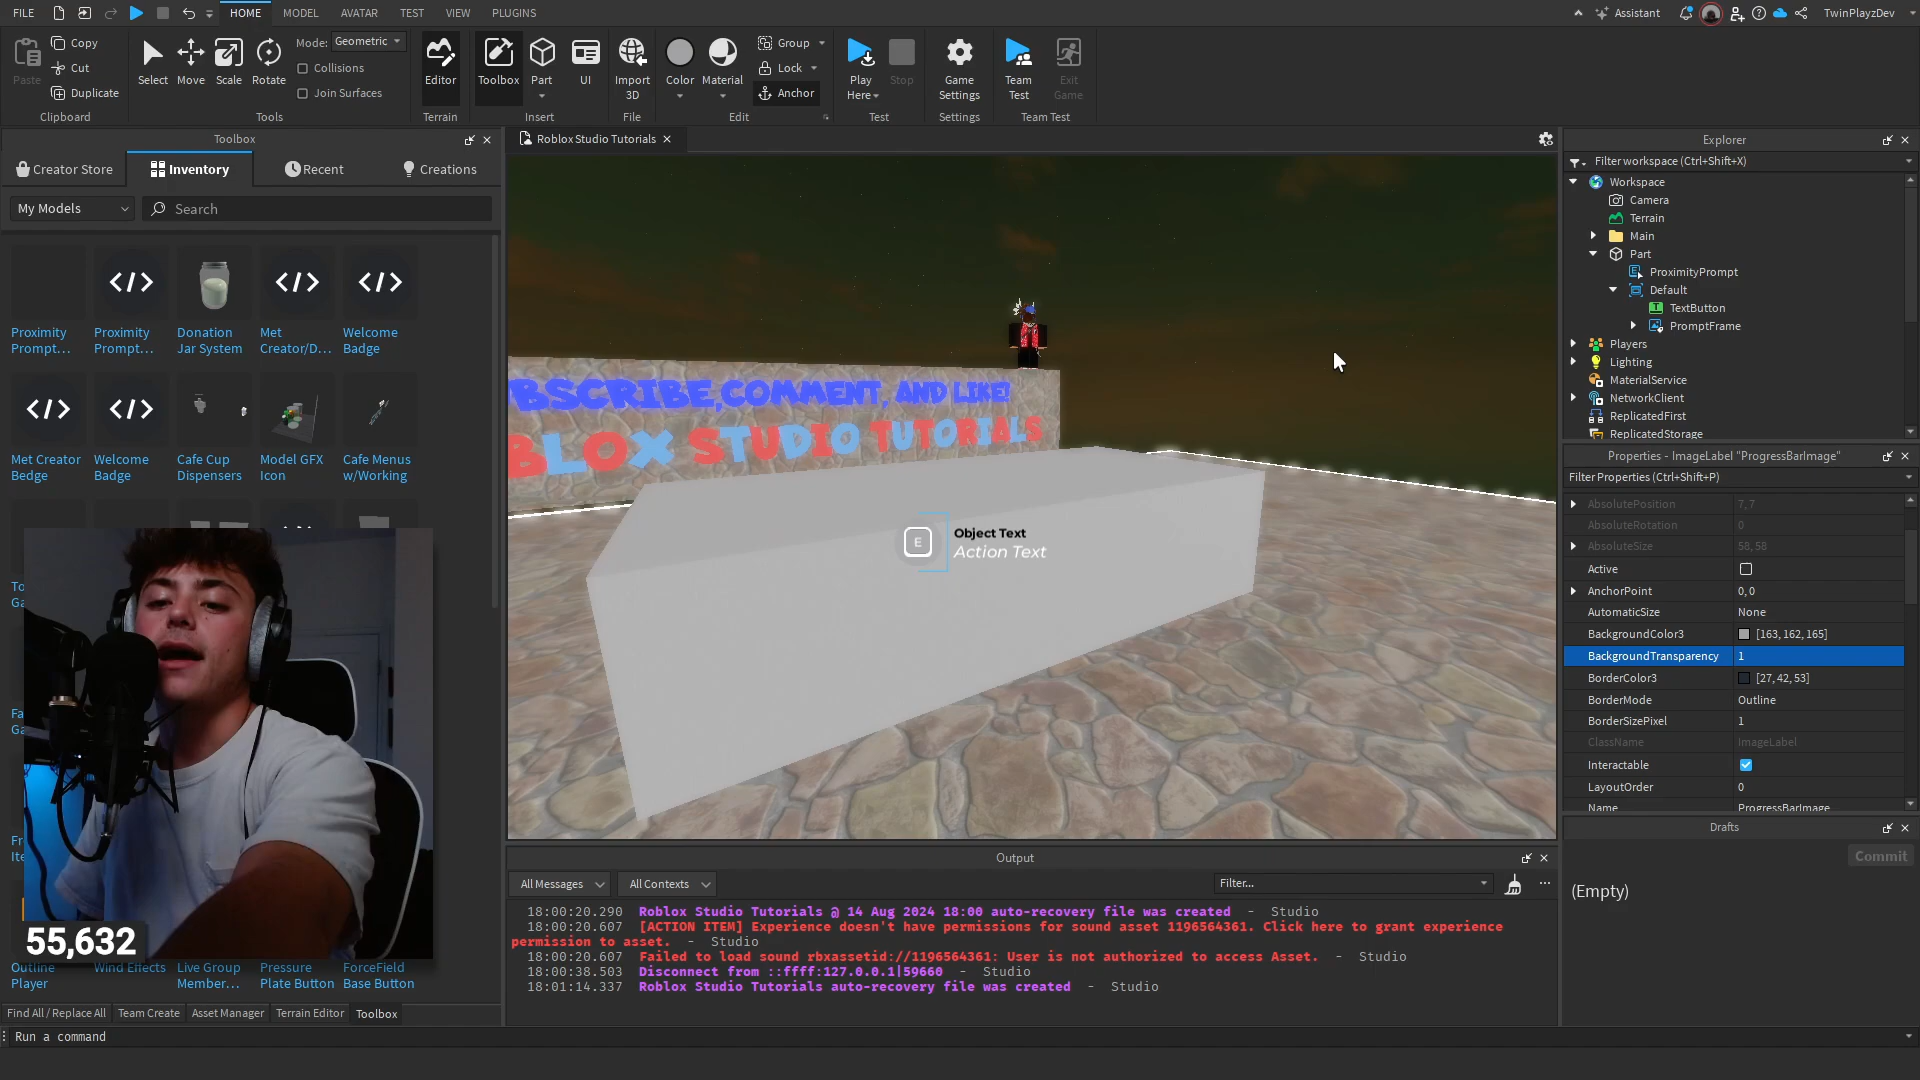 FILE
HOME
MODEL
AVATAR
TEST
VIEW
PLUGINS
Assistant
TwinPlayzDev
Paste
Copy
Cut
Duplicate
Clipboard
Select
Move
Scale
Rotate
Mode: Geometric
Collisions
Join Surfaces
Tools
Editor
Terrain
Toolbox
Part
UI
Insert
Import
3D
File
Color
Material
Group
Lock
Anchor
Edit
Play
Here
Stop
Test
Game
Settings
Settings
Team
Test
Exit
Game
Team Test
Toolbox
Creator Store
Inventory
Recent
Creations
My Models
Search
Proximity
Prompt...
Proximity
Prompt...
Donation
Jar System
Met
Creator/D...
Welcome
Badge
Met Creator
Bedge
Welcome
Badge
Cafe Cup
Dispensers
Model GFX
Icon
Cafe Menus
w/Working
To
Ga
Fa
Ga
Fr
Ite
55,632
Outline
Player
Wind Effects
Live Group
Member...
Pressure
Plate Button
ForceField
Base Button
Find All / Replace All
Team Create
Asset Manager
Terrain Editor
Toolbox
Run a command
Roblox Studio Tutorials
BSCRIBE,COMMENT, AND LIKE!
BLOX STUDIO TUTORIALS
E
Object Text
Action Text
Output
All Messages
All Contexts
Filter...
18:00:20.290 Roblox Studio Tutorials @ 14 Aug 2024 18:00 auto-recovery file was created - Studio
18:00:20.607 [ACTION ITEM] Experience doesn't have permissions for sound asset 1196564361. Click here to grant experience
permission to asset. - Studio
18:00:20.607 Failed to load sound rbxassetid://1196564361: User is not authorized to access Asset. - Studio
18:00:38.503 Disconnect from ::ffff:127.0.0.1|59660 - Studio
18:01:14.337 Roblox Studio Tutorials auto-recovery file was created - Studio
Explorer
Filter workspace (Ctrl+Shift+X)
Workspace
Camera
Terrain
Main
Part
ProximityPrompt
Default
TextButton
PromptFrame
Players
Lighting
MaterialService
NetworkClient
ReplicatedFirst
ReplicatedStorage
Properties - ImageLabel "ProgressBarImage"
Filter Properties (Ctrl+Shift+P)
AbsolutePosition 7, 7
AbsoluteRotation 0
AbsoluteSize 58, 58
Active
AnchorPoint 0, 0
AutomaticSize None
BackgroundColor3 [163, 162, 165]
BackgroundTransparency 1
BorderColor3 [27, 42, 53]
BorderMode Outline
BorderSizePixel 1
ClassName ImageLabel
Interactable
LayoutOrder 0
Name ProgressBarImage
Drafts
Commit
(Empty)